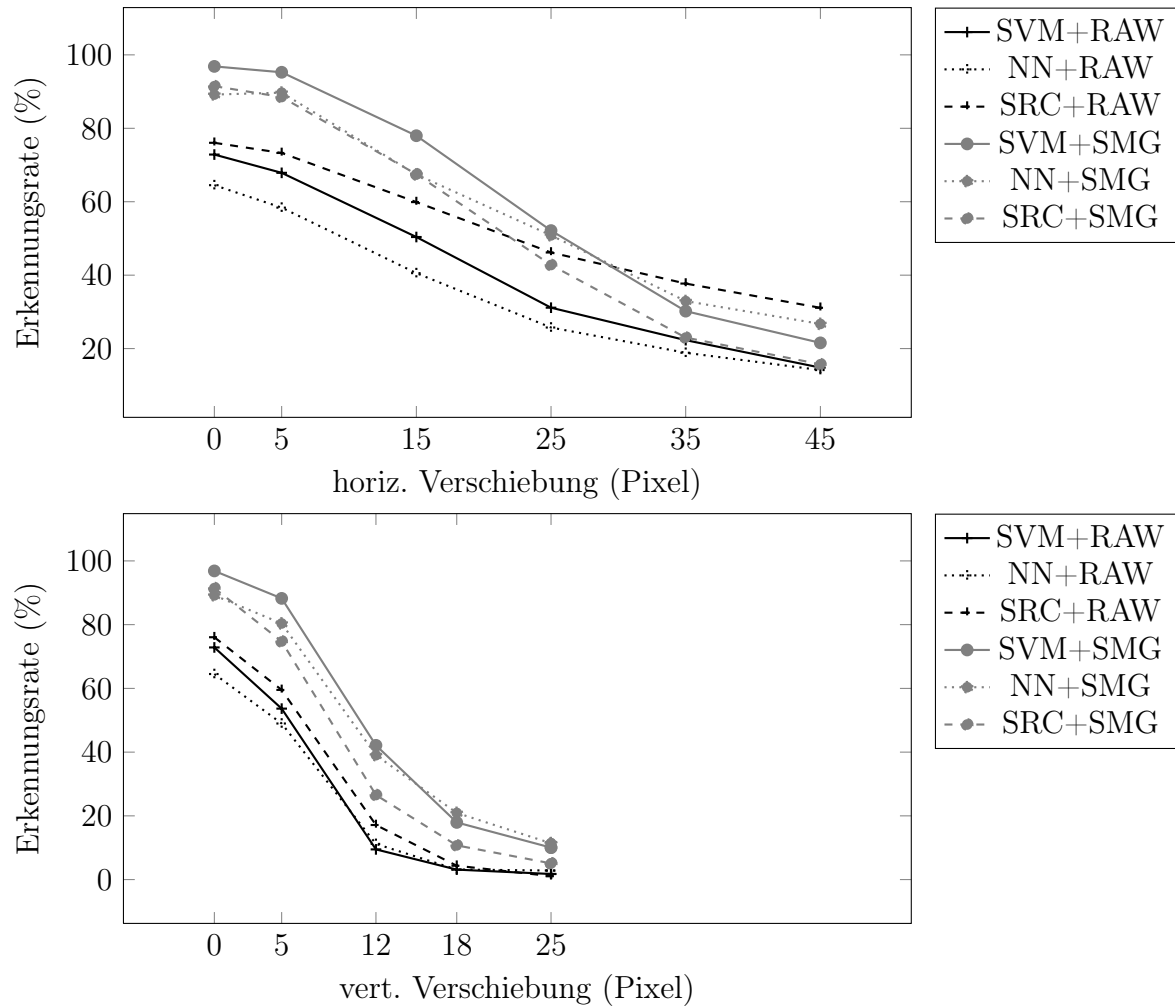 100
80
60
40
20
Erkennungsrate (%)
0 5 15 25 35 45
horiz. Verschiebung (Pixel)
SVM+RAW
NN+RAW
SRC+RAW
SVM+SMG
NN+SMG
SRC+SMG
100
80
60
40
20
0
Erkennungsrate (%)
0 5 12 18 25
vert. Verschiebung (Pixel)
SVM+RAW
NN+RAW
SRC+RAW
SVM+SMG
NN+SMG
SRC+SMG